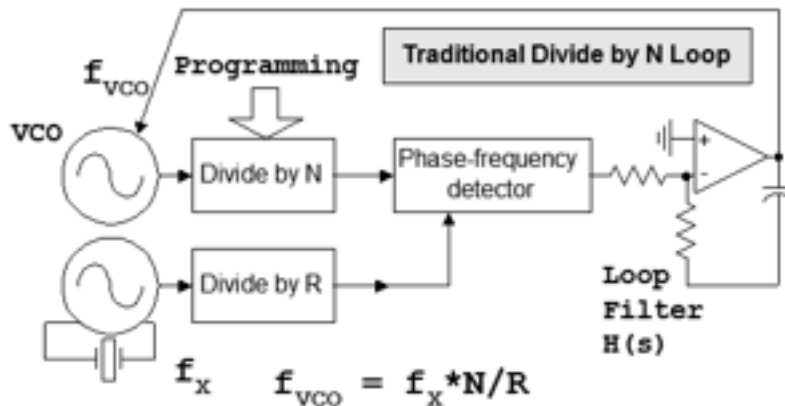 Traditional Divide by N Loop
Programming
fVCO
VCO
Divide by N
Phase-frequency
detector
+
-
Divide by R
Loop
Filter
H(s)
fX
fVCO = fX*N/R